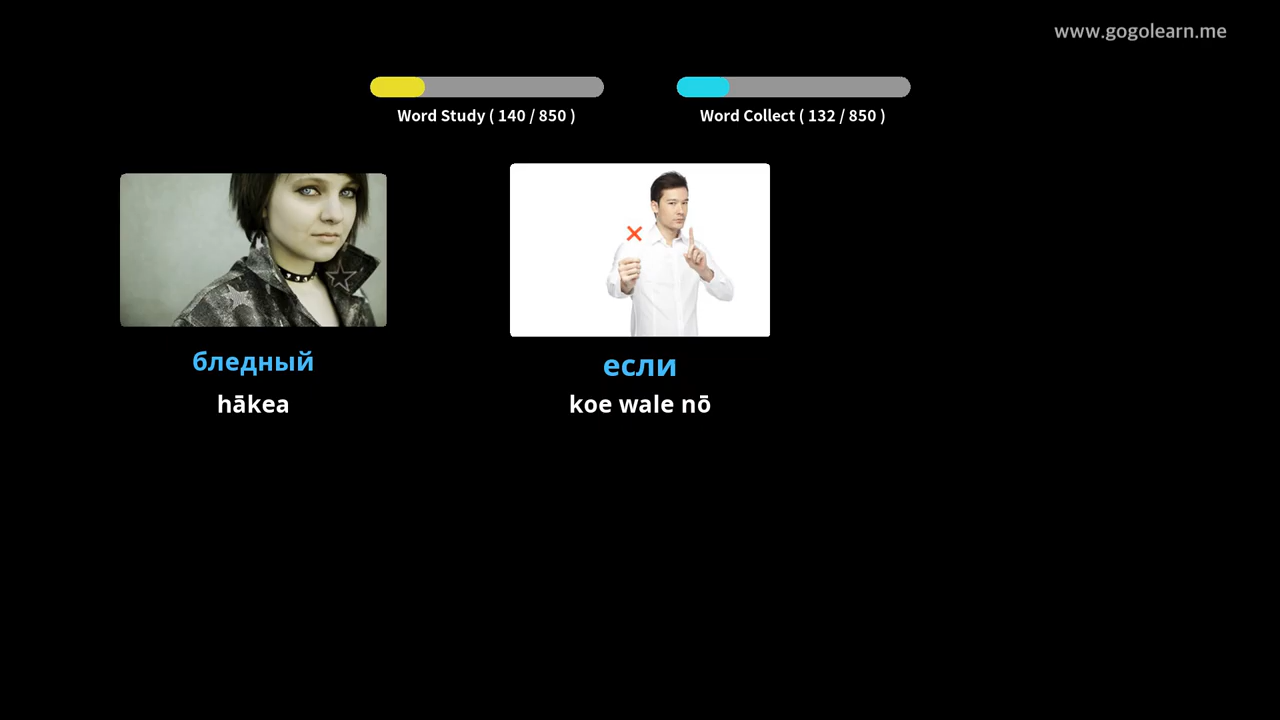 www.gogolearn.me
Word Study ( 140 / 850 )
Word Collect ( 132 / 850 )
бледный
hākea
если
koe wale nō